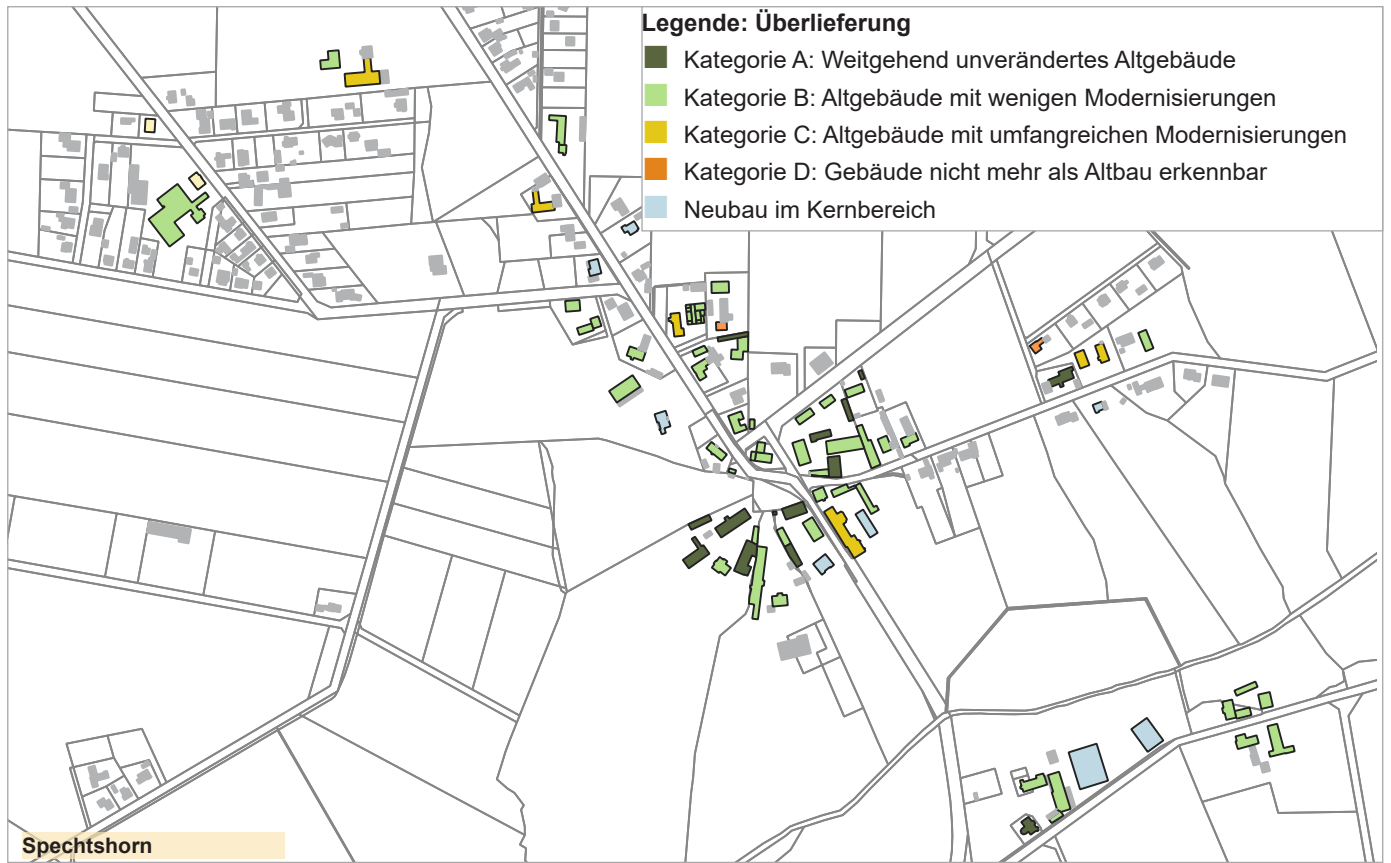 Legende: Überlieferung
Kategorie A: Weitgehend unverändertes Altgebäude
Kategorie B: Altgebäude mit wenigen Modernisierungen
Kategorie C: Altgebäude mit umfangreichen Modernisierungen
Kategorie D: Gebäude nicht mehr als Altbau erkennbar
Neubau im Kernbereich
Spechtshorn